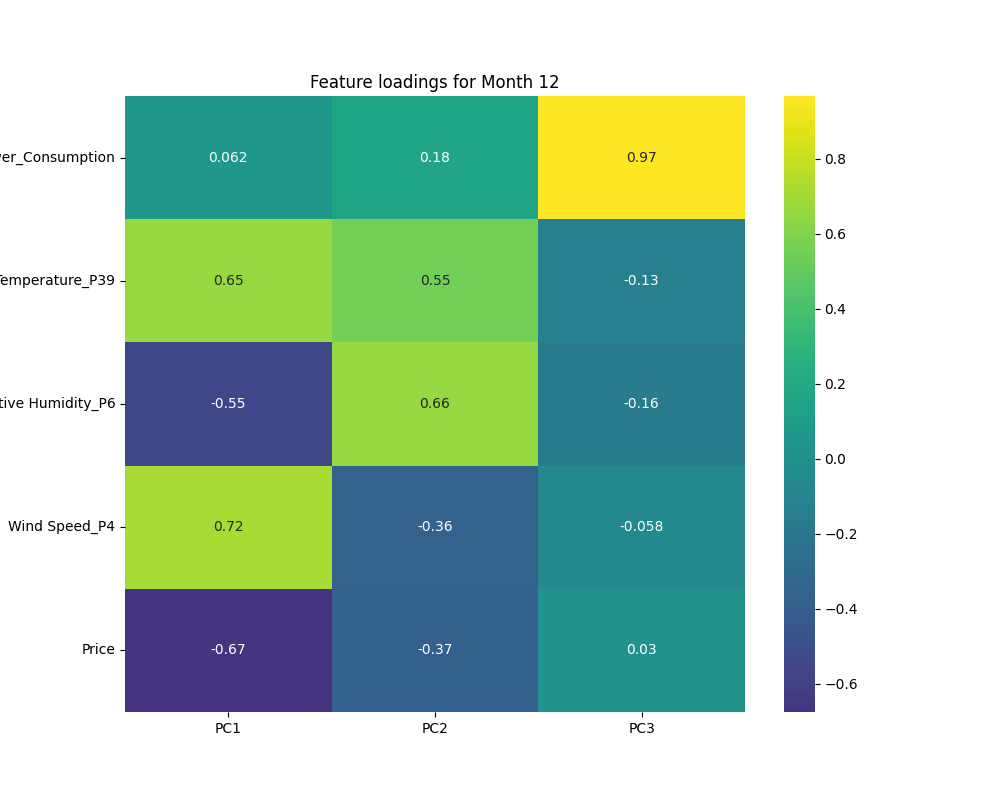 Feature loadings for Month 12
er_Consumption 0.062 0.18 0.97
Temperature_P39 0.65 0.55 -0.13
tive Humidity_P6 -0.55 0.66 -0.16
Wind Speed_P4 0.72 -0.36 -0.058
Price -0.67 -0.37 0.03
PC1 PC2 PC3
0.8
0.6
0.4
0.2
0.0
−0.2
−0.4
−0.6